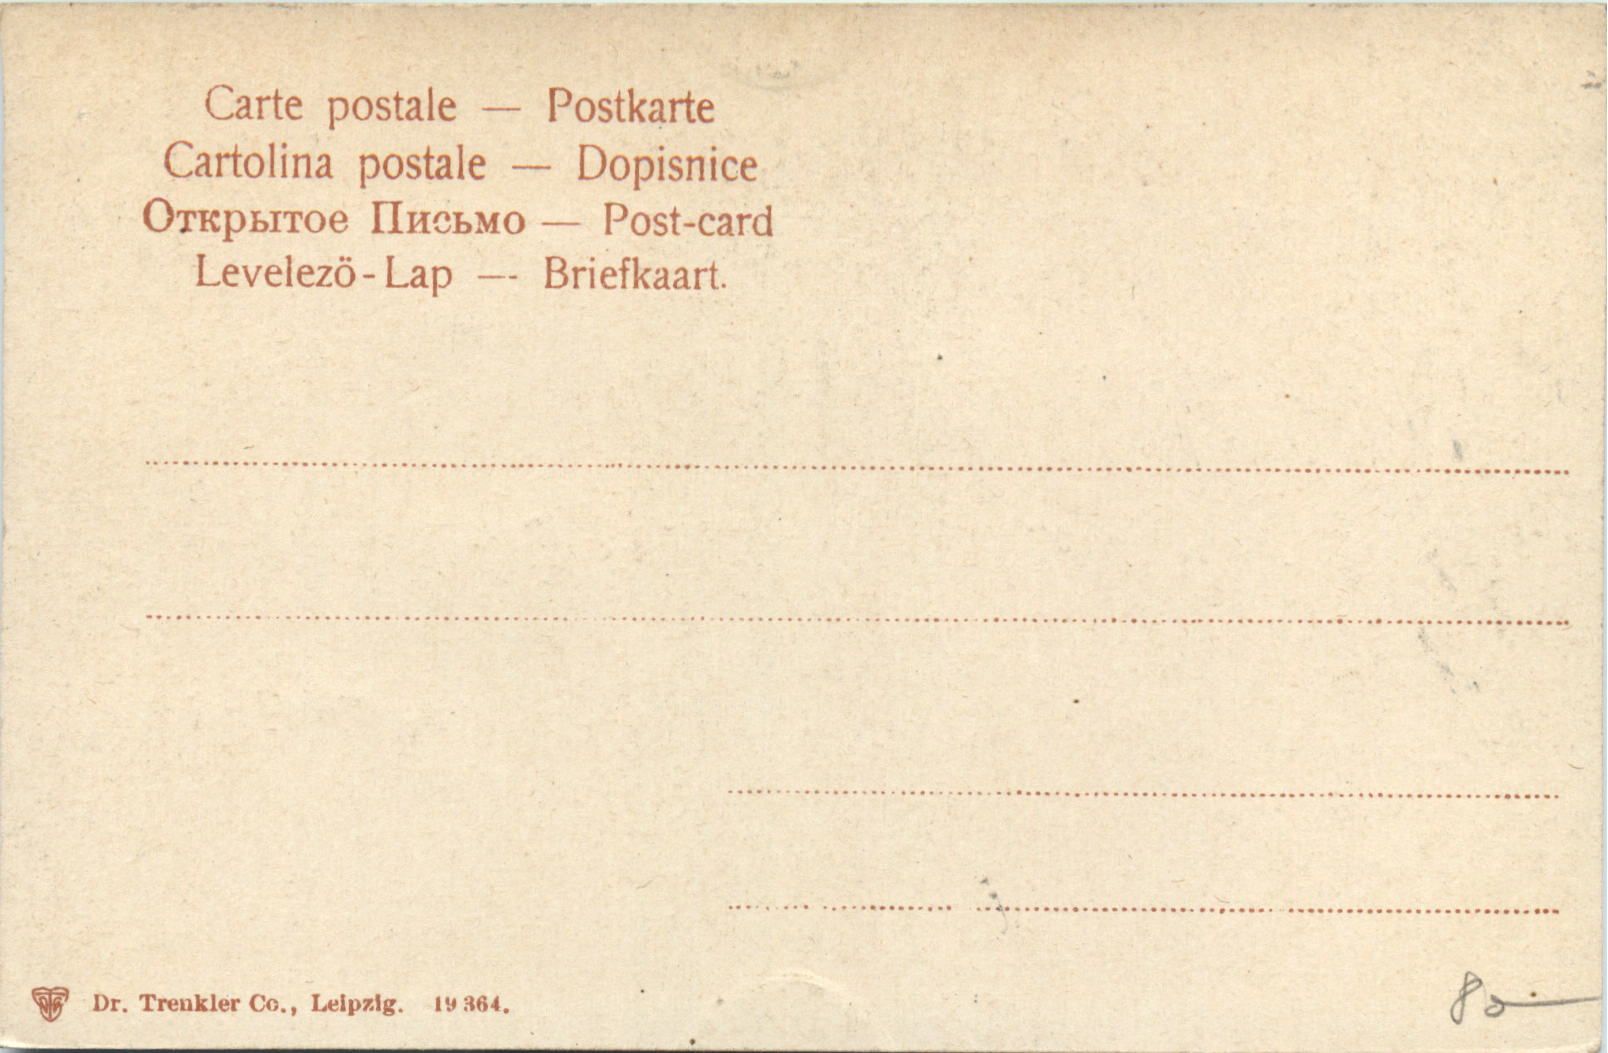 Carte postale — Postkarte
Cartolina postale — Dopisnice
Открытое Письмо — Post-card
Levelezö-Lap — Briefkaart.
Dr. Trenkler Co., Leipzig. 19 364.
80